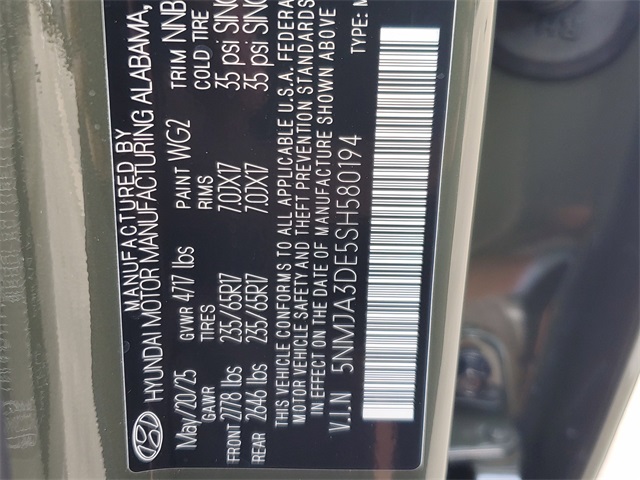 MANUFACTURED BY
HYUNDAI MOTOR MANUFACTURING ALABAMA,
May/20/25 GVWR 4717 lbs PAINT WG2 TRIM NNB
GAWR TIRES RIMS COLD TIRE
FRONT 2778 lbs 235/65R17 7.0JX17 35 psi SING
REAR 2646 lbs 235/65R17 7.0JX17 35 psi SING
THIS VEHICLE CONFORMS TO ALL APPLICABLE U.S.A. FEDERA
MOTOR VEHICLE SAFETY AND THEFT PREVENTION STANDARDS
ON THE DATE OF MANUFACTURE SHOWN ABOVE
V.I.N 5NMJA3DE5SH580194 TYPE: M